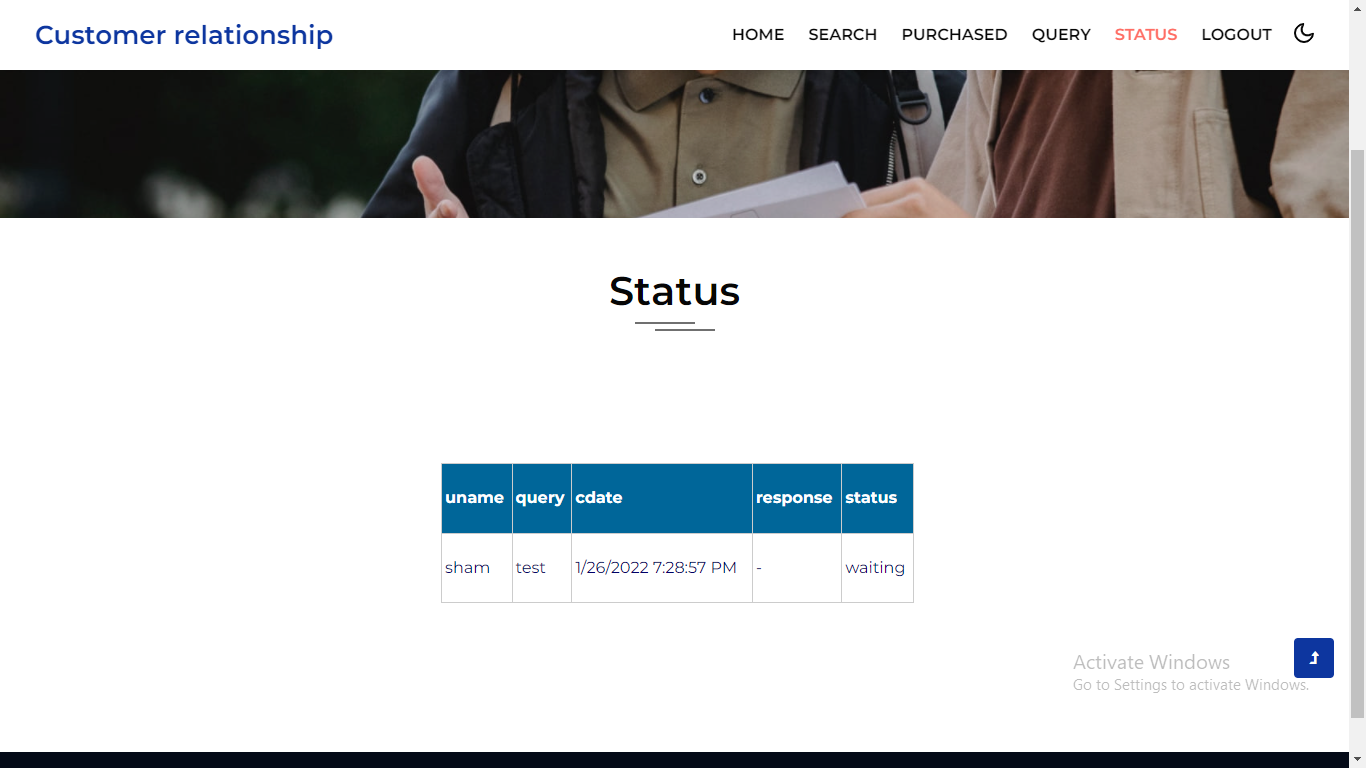 Customer relationship HOME SEARCH PURCHASED QUERY STATUS LOGOUT
Status
uname query cdate response status
sham test 1/26/2022 7:28:57 PM - waiting
Activate Windows
Go to Settings to activate Windows.